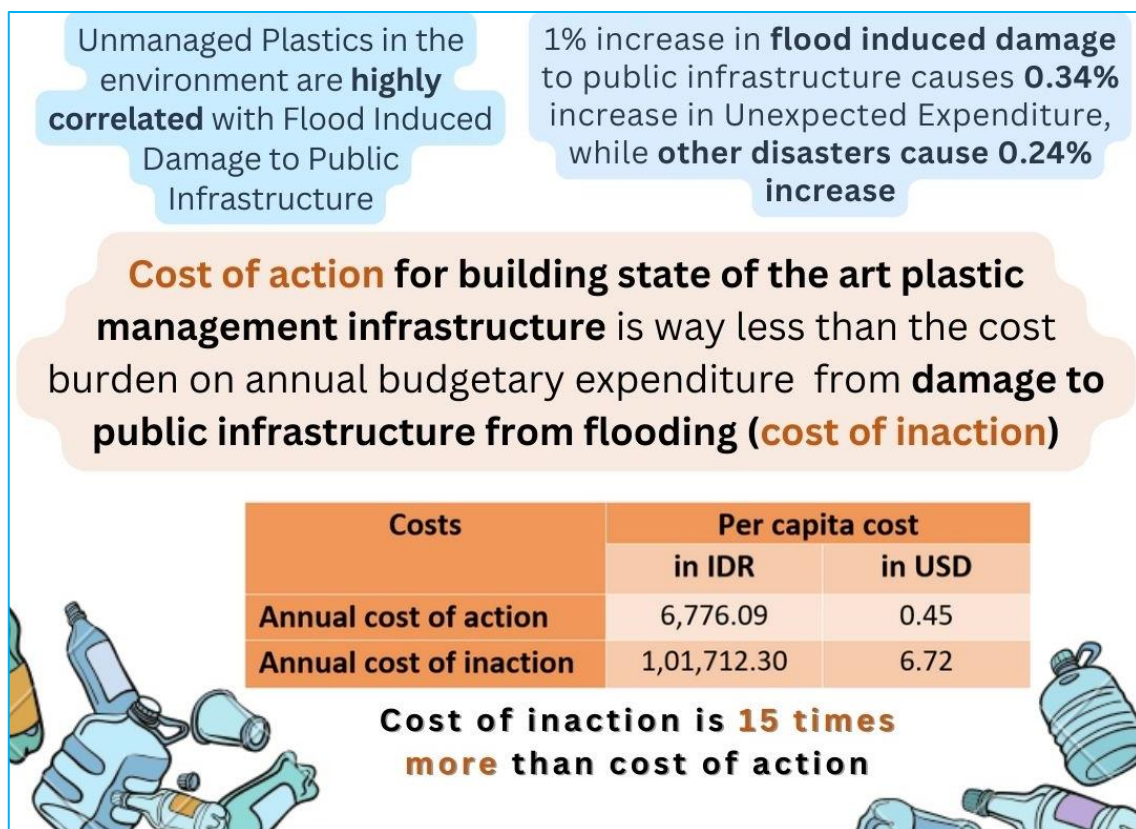 Unmanaged Plastics in the
environment are highly
correlated with Flood Induced
Damage to Public
Infrastructure
1% increase in flood induced damage
to public infrastructure causes 0.34%
increase in Unexpected Expenditure,
while other disasters cause 0.24%
increase
Cost of action for building state of the art plastic
management infrastructure is way less than the cost
burden on annual budgetary expenditure from damage to
public infrastructure from flooding (cost of inaction)
Costs Per capita cost
in IDR in USD
Annual cost of action 6,776.09 0.45
Annual cost of inaction 1,01,712.30 6.72
Cost of inaction is 15 times
more than cost of action